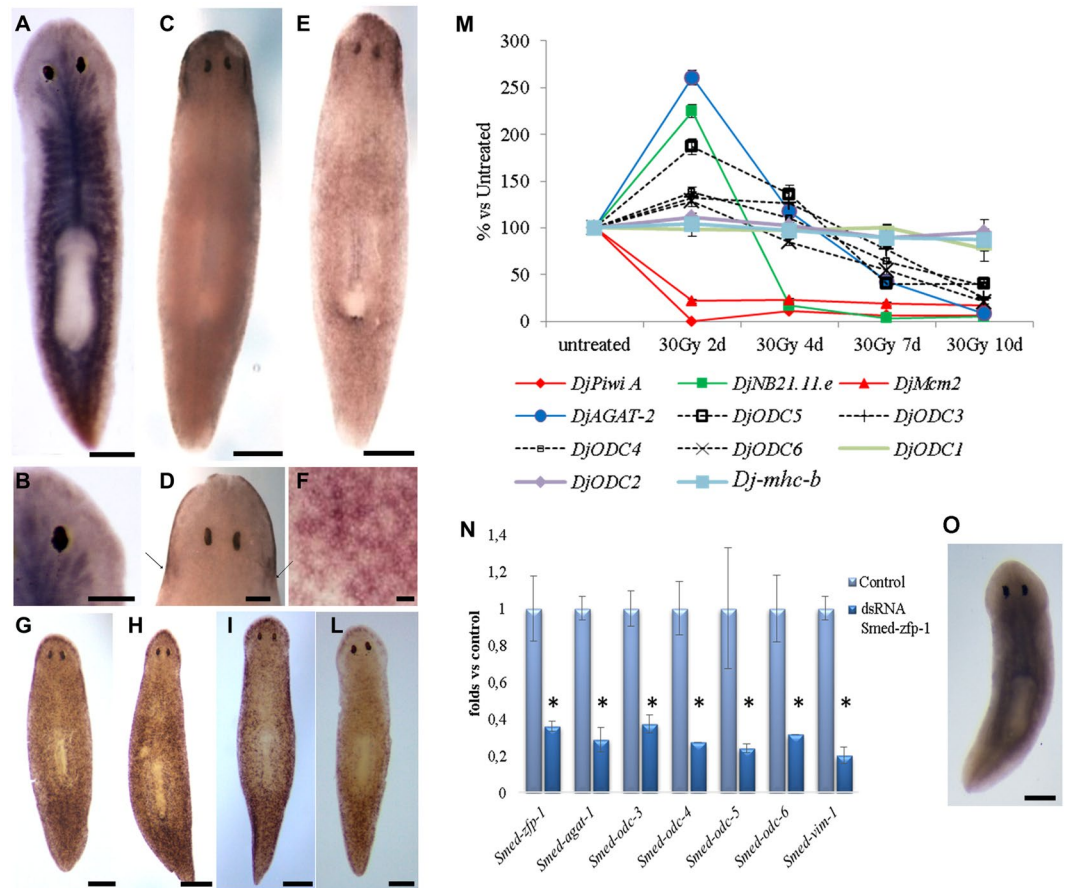 A
C
E
B
D
F
G
H
I
L
M
% vs Untreated
300
250
200
150
100
50
0
untreated
30Gy 2d
30Gy 4d
30Gy 7d
30Gy 10d
DjPiwi A
DjNB21.11.e
DjMcm2
DjAGAT-2
DjODC5
DjODC3
DjODC4
DjODC6
DjODC1
DjODC2
Dj-mhc-b
N
folds vs control
1,4
1,2
1
0,8
0,6
0,4
0,2
0
* * * * * * *
Smed-zfp-1
Smed-agat-1
Smed-odc-3
Smed-odc-4
Smed-odc-5
Smed-odc-6
Smed-vim-1
Control
dsRNA
Smed-zfp-1
O